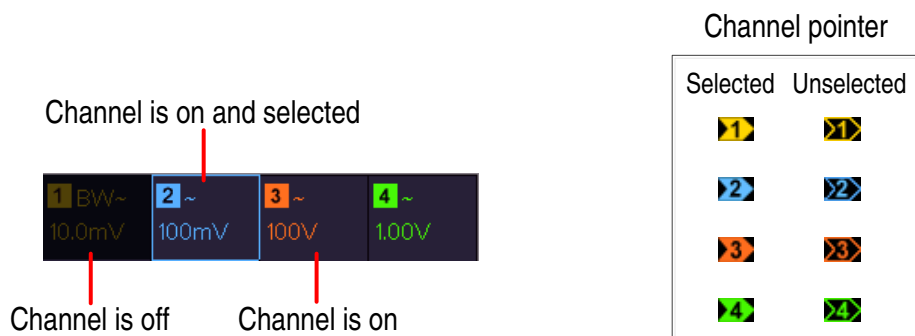 Channel pointer
Selected Unselected
1 1
2 2
3 3
4 4
Channel is on and selected
1 BW~ 2 ~ 3 ~ 4 ~
10.0mV 100mV 100V 1.00V
Channel is off Channel is on